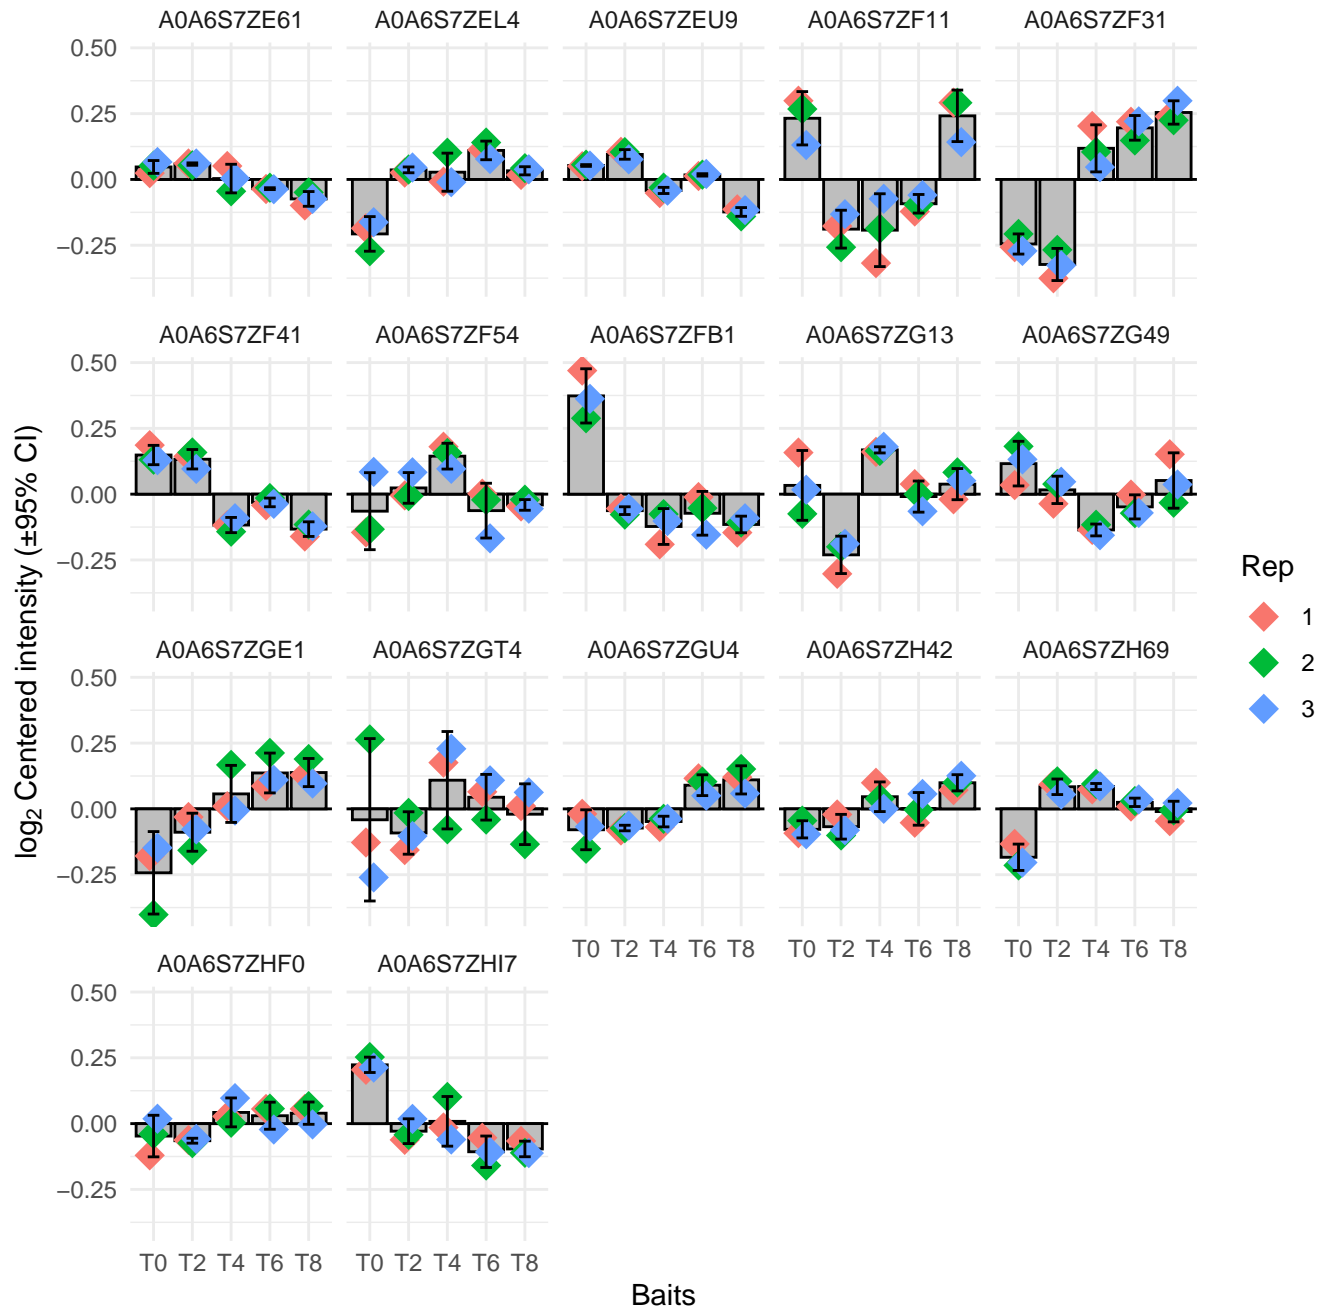 A0A6S7ZE61 A0A6S7ZEL4 A0A6S7ZEU9 A0A6S7ZF11 A0A6S7ZF31
0.50
0.25
0.00
−0.25
A0A6S7ZF41 A0A6S7ZF54 A0A6S7ZFB1 A0A6S7ZG13 A0A6S7ZG49
0.50
0.25
0.00
−0.25
A0A6S7ZGE1 A0A6S7ZGT4 A0A6S7ZGU4 A0A6S7ZH42 A0A6S7ZH69
0.50
0.25
0.00
−0.25
T0 T2 T4 T6 T8 T0 T2 T4 T6 T8 T0 T2 T4 T6 T8
A0A6S7ZHF0 A0A6S7ZHI7
0.50
0.25
0.00
−0.25
T0 T2 T4 T6 T8 T0 T2 T4 T6 T8
Baits
log₂ Centered intensity (±95% CI)
Rep
1
2
3